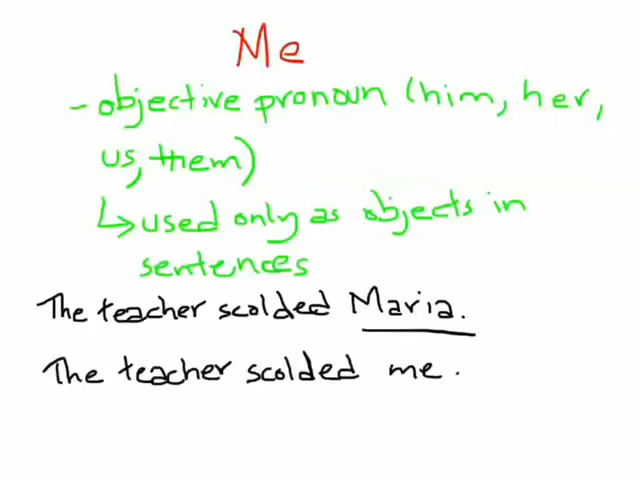 Me
- objective pronoun (him, her,
us, them)
↳ used only as objects in
sentences
The teacher scolded Maria.
The teacher scolded me.